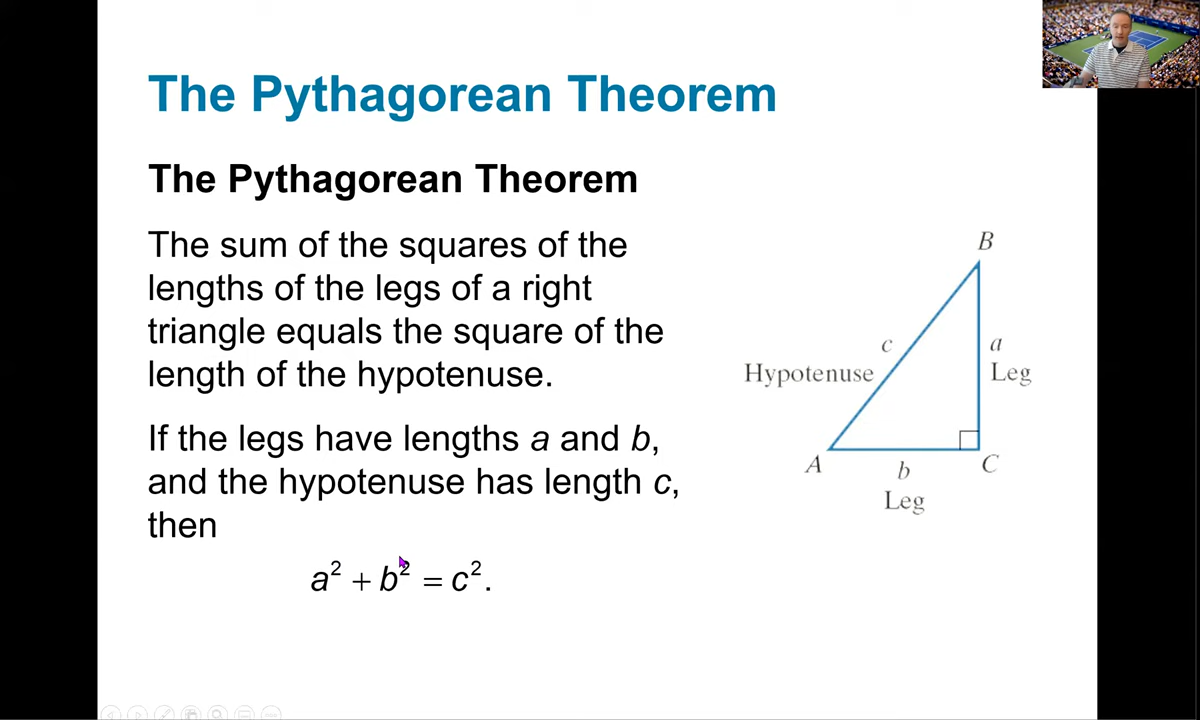 The Pythagorean Theorem
The Pythagorean Theorem
The sum of the squares of the
lengths of the legs of a right
triangle equals the square of the
length of the hypotenuse.
If the legs have lengths a and b,
and the hypotenuse has length c,
then
a² + b² = c².
B
c
a
Hypotenuse
Leg
A
b
C
Leg